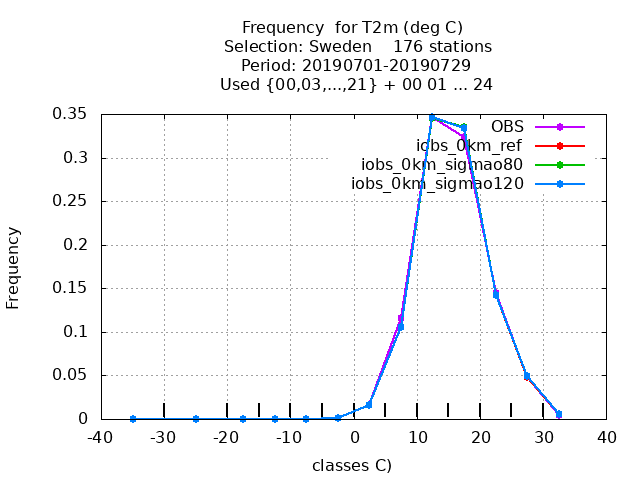 Frequency  for T2m (deg C)
Selection: Sweden    176 stations
Period: 20190701-20190729
Used {00,03,...,21} + 00 01 ... 24
OBS
iobs_0km_ref
iobs_0km_sigmao80
iobs_0km_sigmao120
Frequency
0.35
0.3
0.25
0.2
0.15
0.1
0.05
0
-40 -30 -20 -10 0 10 20 30 40
classes C)